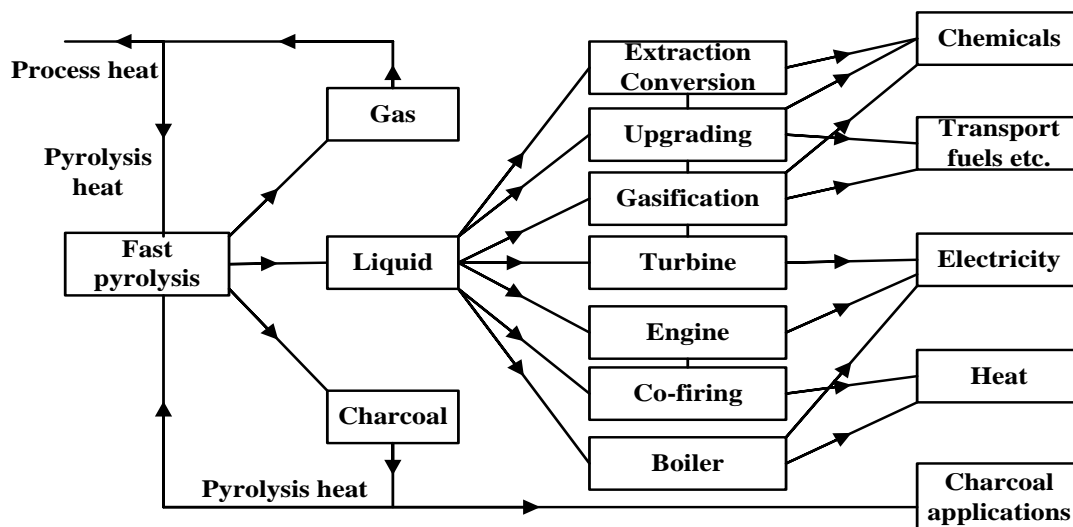 Process heat
Pyrolysis
heat
Fast
pyrolysis
Gas
Liquid
Charcoal
Pyrolysis heat
Extraction
Conversion
Upgrading
Gasification
Turbine
Engine
Co-firing
Boiler
Chemicals
Transport
fuels etc.
Electricity
Heat
Charcoal
applications